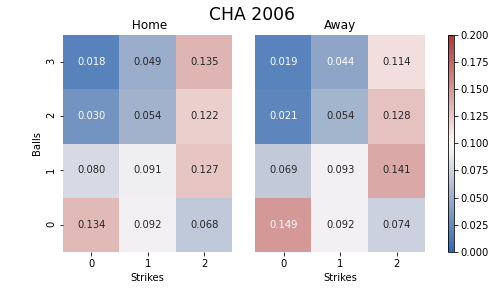 CHA 2006
Home
Away
Balls
3
0.018 0.049 0.135
0.019 0.044 0.114
2
0.030 0.054 0.122
0.021 0.054 0.128
1
0.080 0.091 0.127
0.069 0.093 0.141
0
0.134 0.092 0.068
0.149 0.092 0.074
0 1 2
0 1 2
Strikes
Strikes
0.200
0.175
0.150
0.125
0.100
0.075
0.050
0.025
0.000